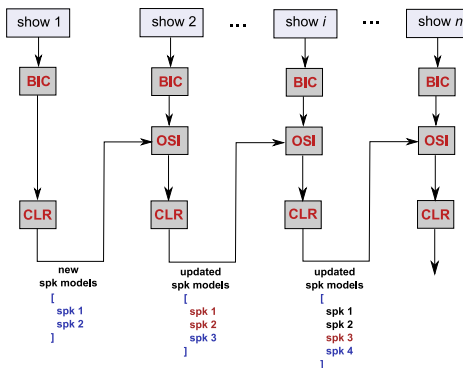 show 1
show 2
...
show i
...
show n
BIC
BIC
BIC
BIC
OSI
OSI
OSI
CLR
CLR
CLR
CLR
new
spk models
[
spk 1
spk 2
]
updated
spk models
[
spk 1
spk 2
spk 3
]
updated
spk models
[
spk 1
spk 2
spk 3
spk 4
]